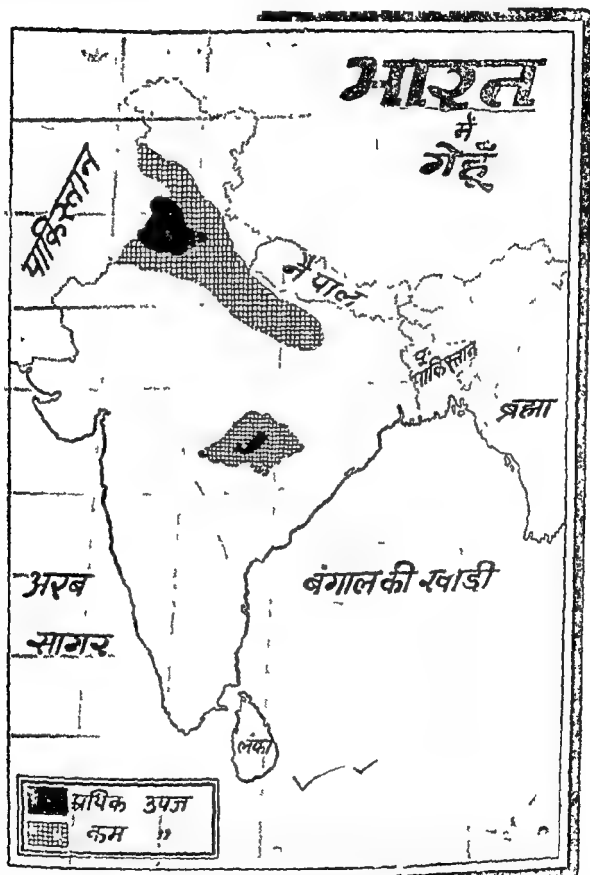 भारत
में
गेहूँ
पाकिस्तान
नेपाल
पू.
पाकिस्तान
ब्रह्मा
अरब
सागर
बंगाल की खाडी
लंका
अधिक उपज
कम "